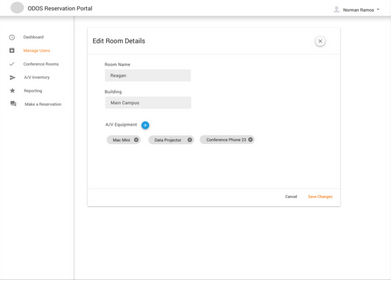 ODOS Reservation Portal
Norman Ramos
Dashboard
Manage Users
Conference Rooms
A/V Inventory
Reporting
Make a Reservation
Edit Room Details
Room Name
Reagan
Building
Main Campus
A/V Equipment
Mac Mini
Data Projector
Conference Phone 23
Cancel
Save Changes